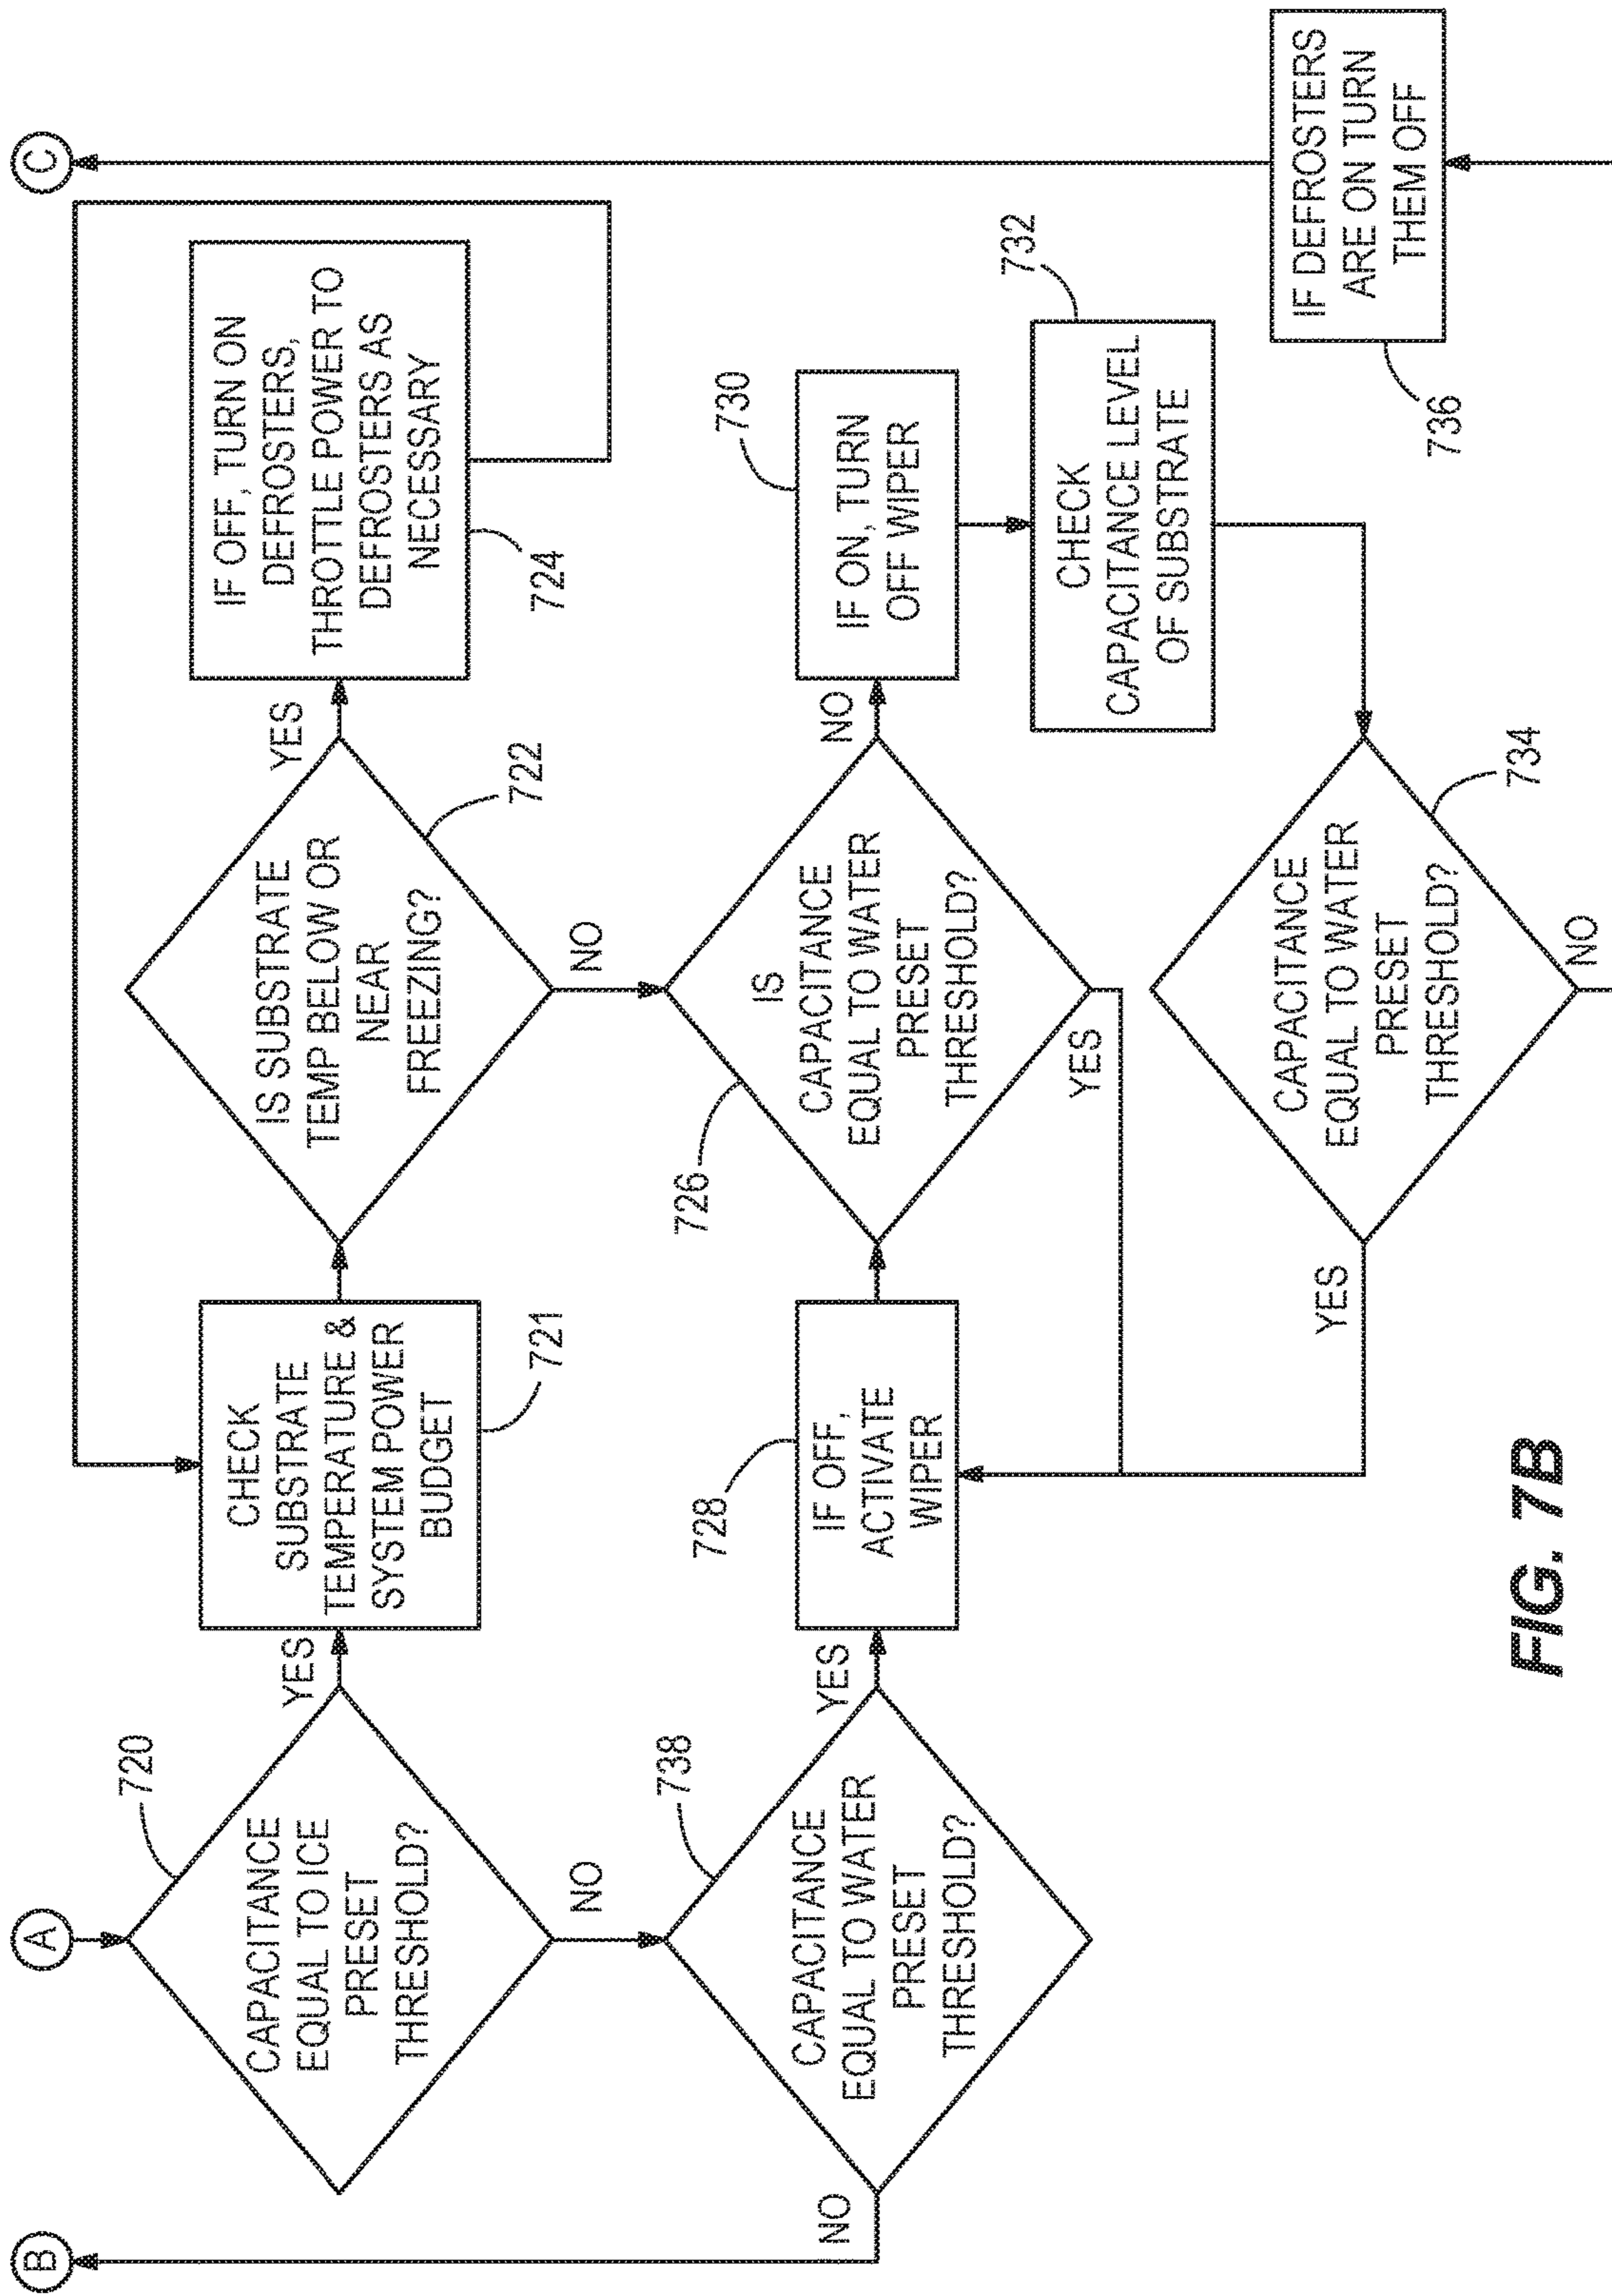 B
A
C
CAPACITANCE
EQUAL TO ICE
PRESET
THRESHOLD?
720
YES
NO
CHECK
SUBSTRATE
TEMPERATURE &
SYSTEM POWER
BUDGET
721
IS SUBSTRATE
TEMP BELOW OR
NEAR
FREEZING?
722
YES
NO
IF OFF, TURN ON
DEFROSTERS,
THROTTLE POWER TO
DEFROSTERS AS
NECESSARY
724
CAPACITANCE
EQUAL TO WATER
PRESET
THRESHOLD?
738
NO
YES
IF OFF,
ACTIVATE
WIPER
728
IS
CAPACITANCE
EQUAL TO WATER
PRESET
THRESHOLD?
726
YES
NO
IF ON, TURN
OFF WIPER
730
CHECK
CAPACITANCE LEVEL
OF SUBSTRATE
732
CAPACITANCE
EQUAL TO WATER
PRESET
THRESHOLD?
734
YES
NO
IF DEFROSTERS
ARE ON TURN
THEM OFF
736
FIG. 7B